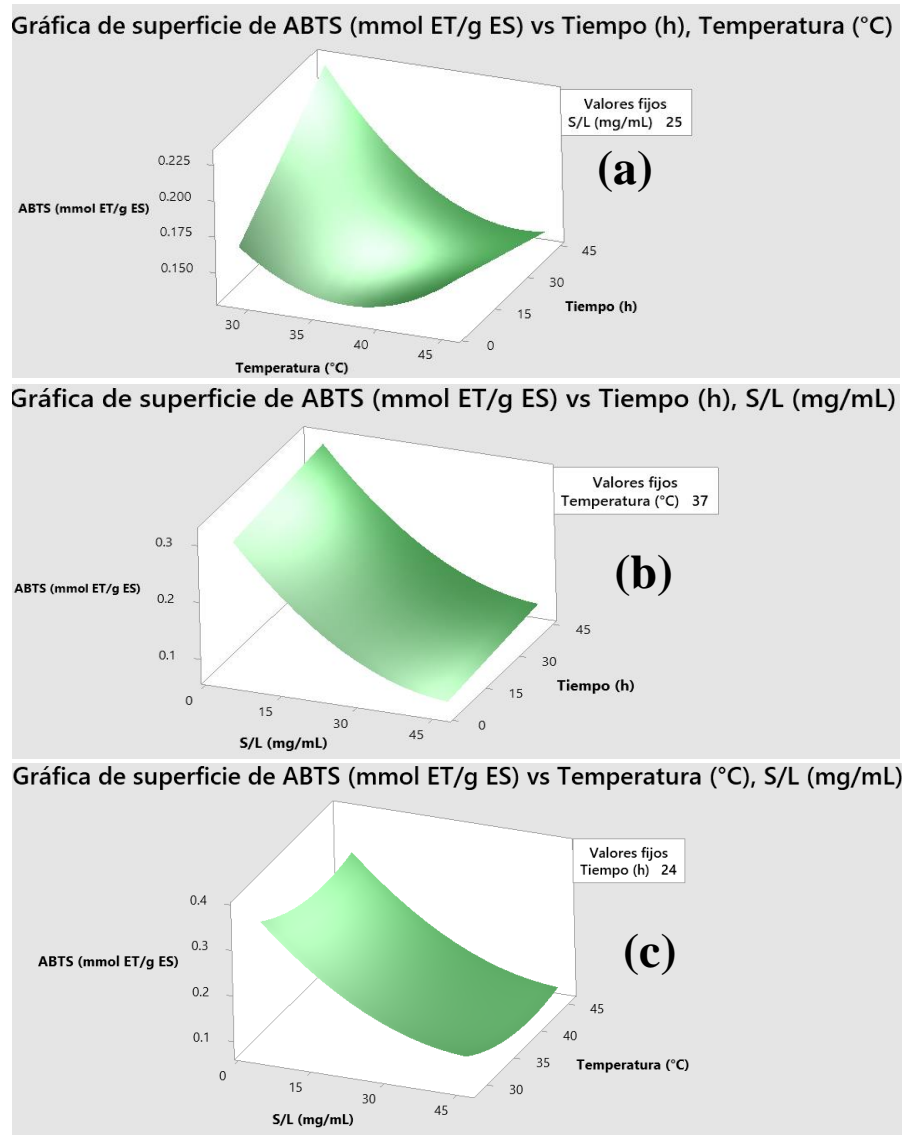 Gráfica de superficie de ABTS (mmol ET/g ES) vs Tiempo (h), Temperatura (°C)
Valores fijos
S/L (mg/mL) 25
(a)
0.225
0.200
0.175
0.150
ABTS (mmol ET/g ES)
30
35
40
45
Temperatura (°C)
0
15
30
45
Tiempo (h)
Gráfica de superficie de ABTS (mmol ET/g ES) vs Tiempo (h), S/L (mg/mL)
Valores fijos
Temperatura (°C) 37
(b)
0.3
0.2
0.1
ABTS (mmol ET/g ES)
0
15
30
45
S/L (mg/mL)
0
15
30
45
Tiempo (h)
Gráfica de superficie de ABTS (mmol ET/g ES) vs Temperatura (°C), S/L (mg/mL)
Valores fijos
Tiempo (h) 24
(c)
0.4
0.3
0.2
0.1
ABTS (mmol ET/g ES)
0
15
30
45
S/L (mg/mL)
30
35
40
45
Temperatura (°C)